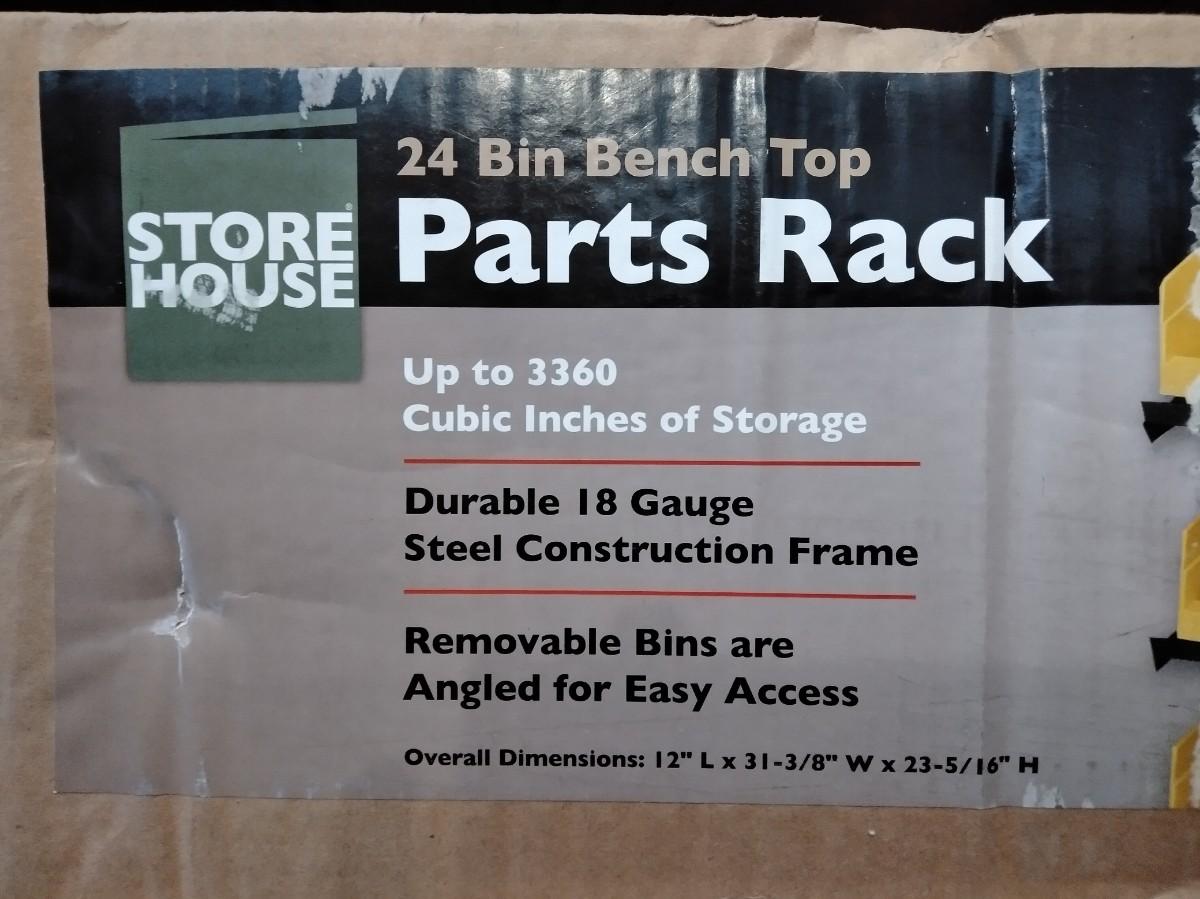 STORE
HOUSE®
24 Bin Bench Top
Parts Rack
Up to 3360
Cubic Inches of Storage
Durable 18 Gauge
Steel Construction Frame
Removable Bins are
Angled for Easy Access
Overall Dimensions: 12" L x 31-3/8" W x 23-5/16" H